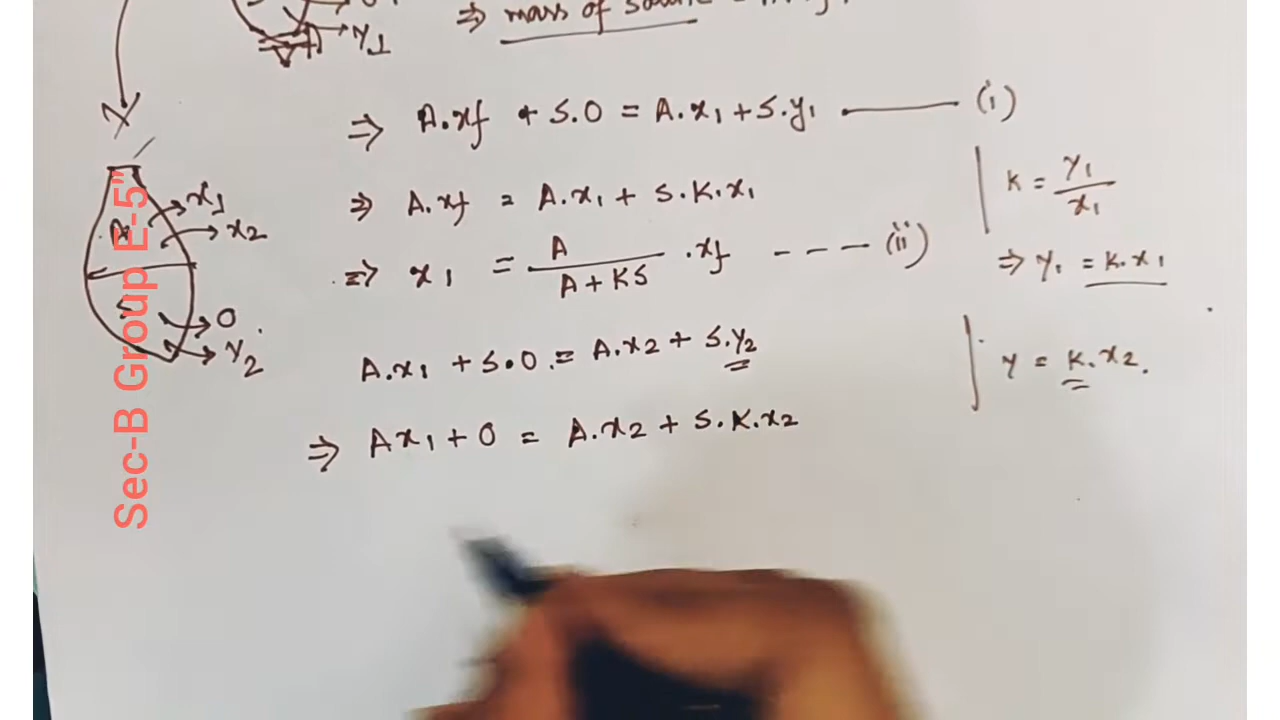 Y1
⇒ mass of
⇒ A.xf + S.0 = A.x1 + S.y1 ——— (i)
⇒ A.xf = A.x1 + S.K.x1
K = Y1/x1
⇒ x1 = A/(A + KS) .xf - - - (ii)
⇒ Y1 = K.x1
x1
x2
A
S
0
Y2
A.x1 + S.0 = A.x2 + S.Y2
Y = K.x2.
⇒ Ax1 + 0 = A.x2 + S.K.x2
Sec-B Group E-5"